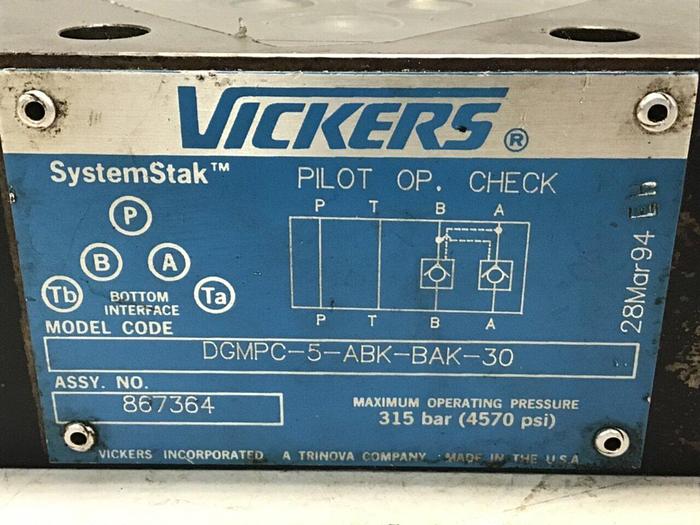 VICKERS®
SystemStak™
PILOT OP. CHECK
P T B A
P
B A
Tb BOTTOM INTERFACE Ta
P T B A
28Mar94
MODEL CODE
DGMPC-5-ABK-BAK-30
ASSY. NO.
867364
MAXIMUM OPERATING PRESSURE
315 bar (4570 psi)
VICKERS INCORPORATED. A TRINOVA COMPANY MADE IN THE U.S.A